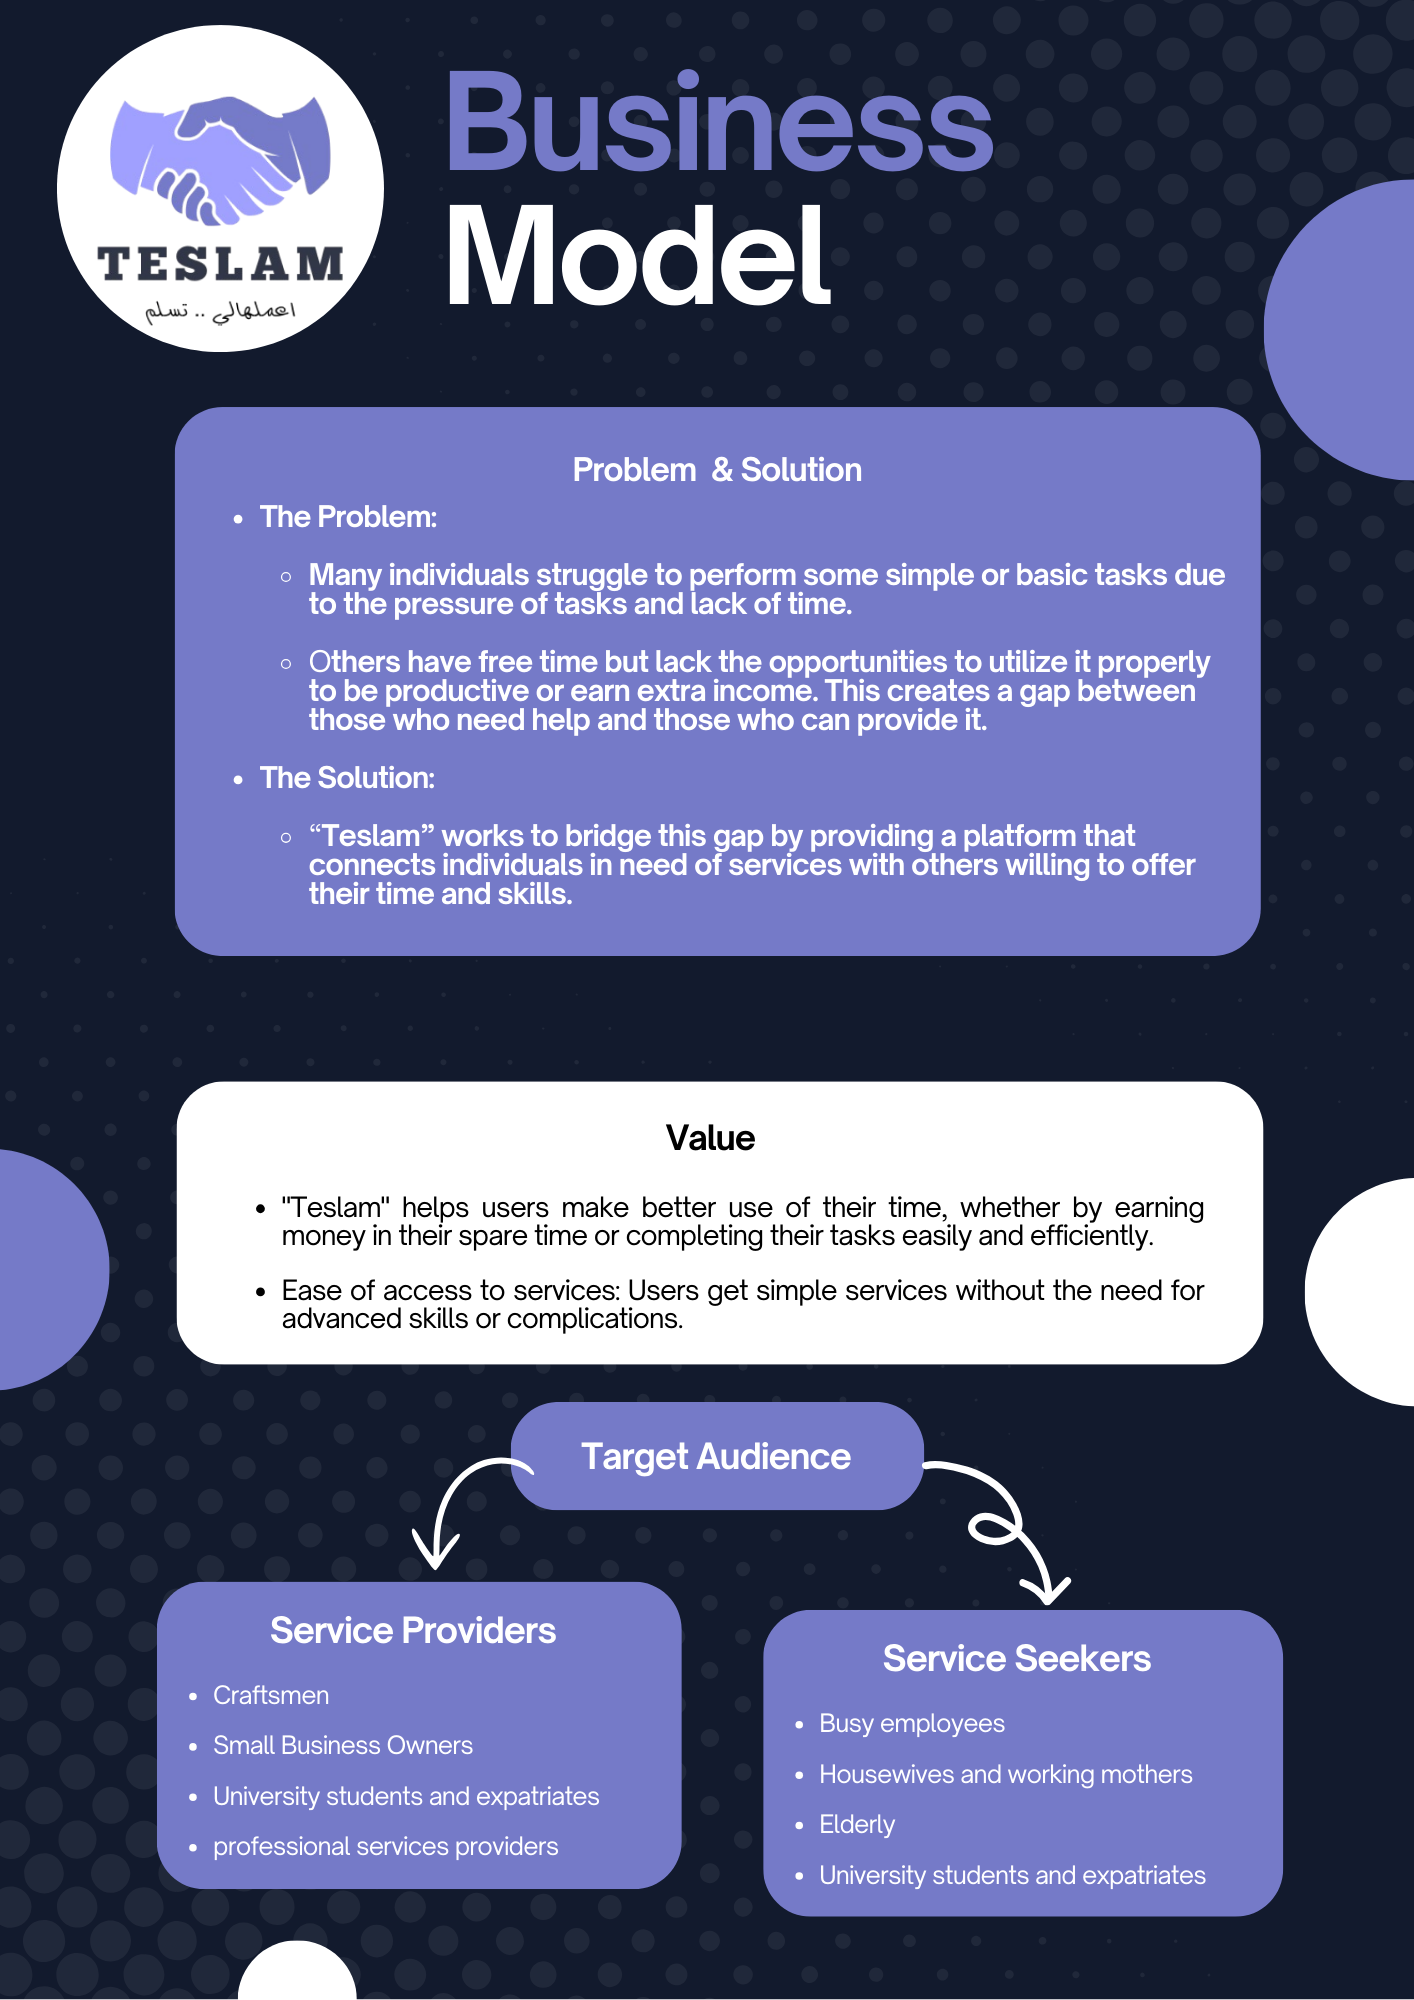 TESLAM
اعملهالي .. تسلم
Business
Model
Problem & Solution
• The Problem:
○ Many individuals struggle to perform some simple or basic tasks due
to the pressure of tasks and lack of time.
○ Others have free time but lack the opportunities to utilize it properly
to be productive or earn extra income. This creates a gap between
those who need help and those who can provide it.
• The Solution:
○ “Teslam” works to bridge this gap by providing a platform that
connects individuals in need of services with others willing to offer
their time and skills.
Value
• "Teslam" helps users make better use of their time, whether by earning
money in their spare time or completing their tasks easily and efficiently.
• Ease of access to services: Users get simple services without the need for
advanced skills or complications.
Target Audience
Service Providers
• Craftsmen
• Small Business Owners
• University students and expatriates
• professional services providers
Service Seekers
• Busy employees
• Housewives and working mothers
• Elderly
• University students and expatriates